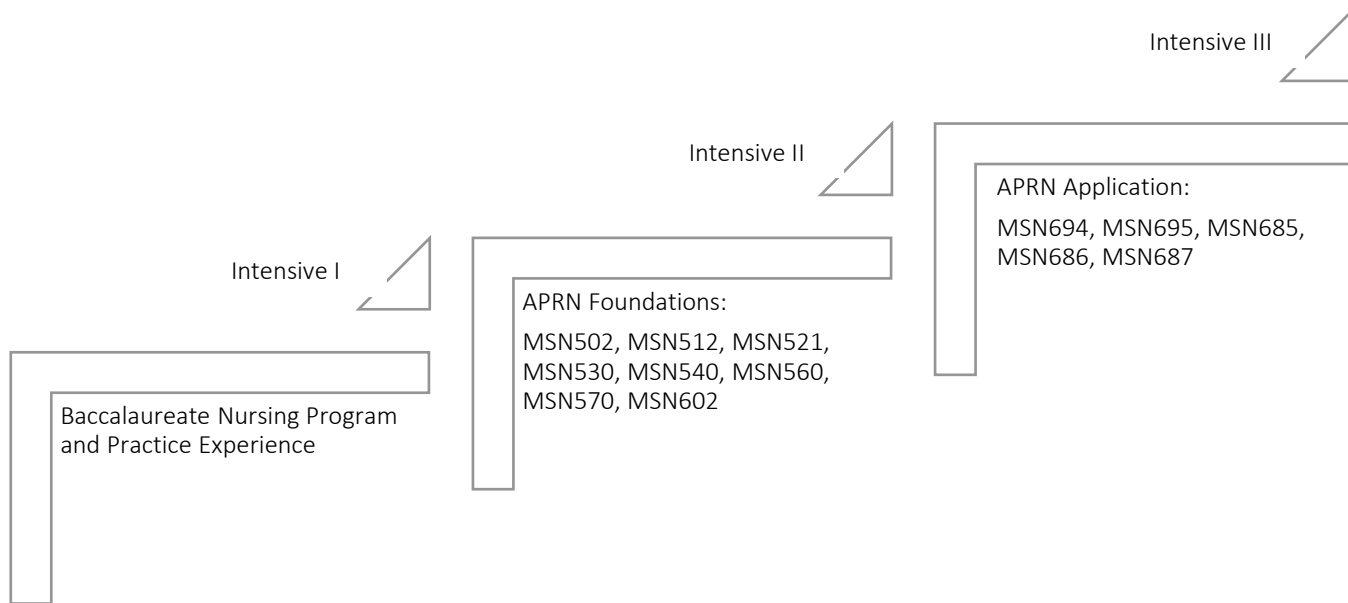 Intensive III
Intensive II
APRN Application:
MSN694, MSN695, MSN685,
MSN686, MSN687
Intensive I
APRN Foundations:
MSN502, MSN512, MSN521,
MSN530, MSN540, MSN560,
MSN570, MSN602
Baccalaureate Nursing Program
and Practice Experience